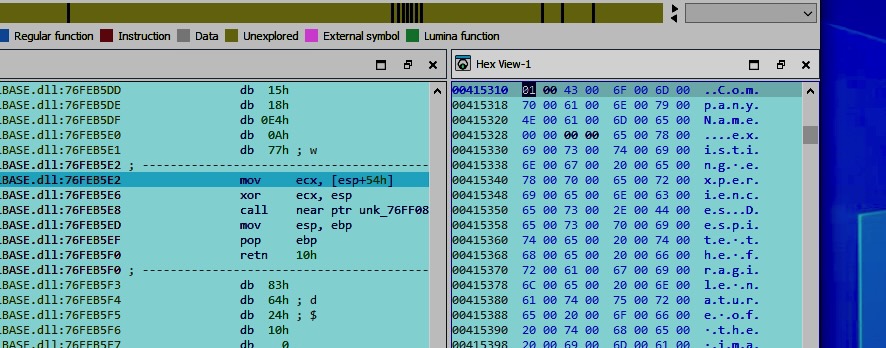 Regular function Instruction Data Unexplored External symbol Lumina function
Hex View-1
.BASE.dll:76FEB5DD db 15h
.BASE.dll:76FEB5DE db 18h
.BASE.dll:76FEB5DF db 0E4h
.BASE.dll:76FEB5E0 db 0Ah
.BASE.dll:76FEB5E1 db 77h ; w
.BASE.dll:76FEB5E2 ; ---------------------------------------
.BASE.dll:76FEB5E2 mov ecx, [esp+54h]
.BASE.dll:76FEB5E6 xor ecx, esp
.BASE.dll:76FEB5E8 call near ptr unk_76FF08
.BASE.dll:76FEB5ED mov esp, ebp
.BASE.dll:76FEB5EF pop ebp
.BASE.dll:76FEB5F0 retn 10h
.BASE.dll:76FEB5F0 ; ---------------------------------------
.BASE.dll:76FEB5F3 db 83h
.BASE.dll:76FEB5F4 db 64h ; d
.BASE.dll:76FEB5F5 db 24h ; $
.BASE.dll:76FEB5F6 db 10h
.BASE.dll:76FEB5F7 db 0
00415310 01 00 43 00 6F 00 6D 00 ..C.o.m.
00415318 70 00 61 00 6E 00 79 00 p.a.n.y.
00415320 4E 00 61 00 6D 00 65 00 N.a.m.e.
00415328 00 00 00 00 65 00 78 00 ....e.x.
00415330 69 00 73 00 74 00 69 00 i.s.t.i.
00415338 6E 00 67 00 20 00 65 00 n.g.·.e.
00415340 78 00 70 00 65 00 72 00 x.p.e.r.
00415348 69 00 65 00 6E 00 63 00 i.e.n.c.
00415350 65 00 73 00 2E 00 44 00 e.s...D.
00415358 65 00 73 00 70 00 69 00 e.s.p.i.
00415360 74 00 65 00 20 00 74 00 t.e.·.t.
00415368 68 00 65 00 20 00 66 00 h.e.·.f.
00415370 72 00 61 00 67 00 69 00 r.a.g.i.
00415378 6C 00 65 00 20 00 6E 00 l.e.·.n.
00415380 61 00 74 00 75 00 72 00 a.t.u.r.
00415388 65 00 20 00 6F 00 66 00 e.·.o.f.
00415390 20 00 74 00 68 00 65 00 ·.t.h.e.
00415398 20 00 69 00 6D 00 61 00 ·.i.m.a.